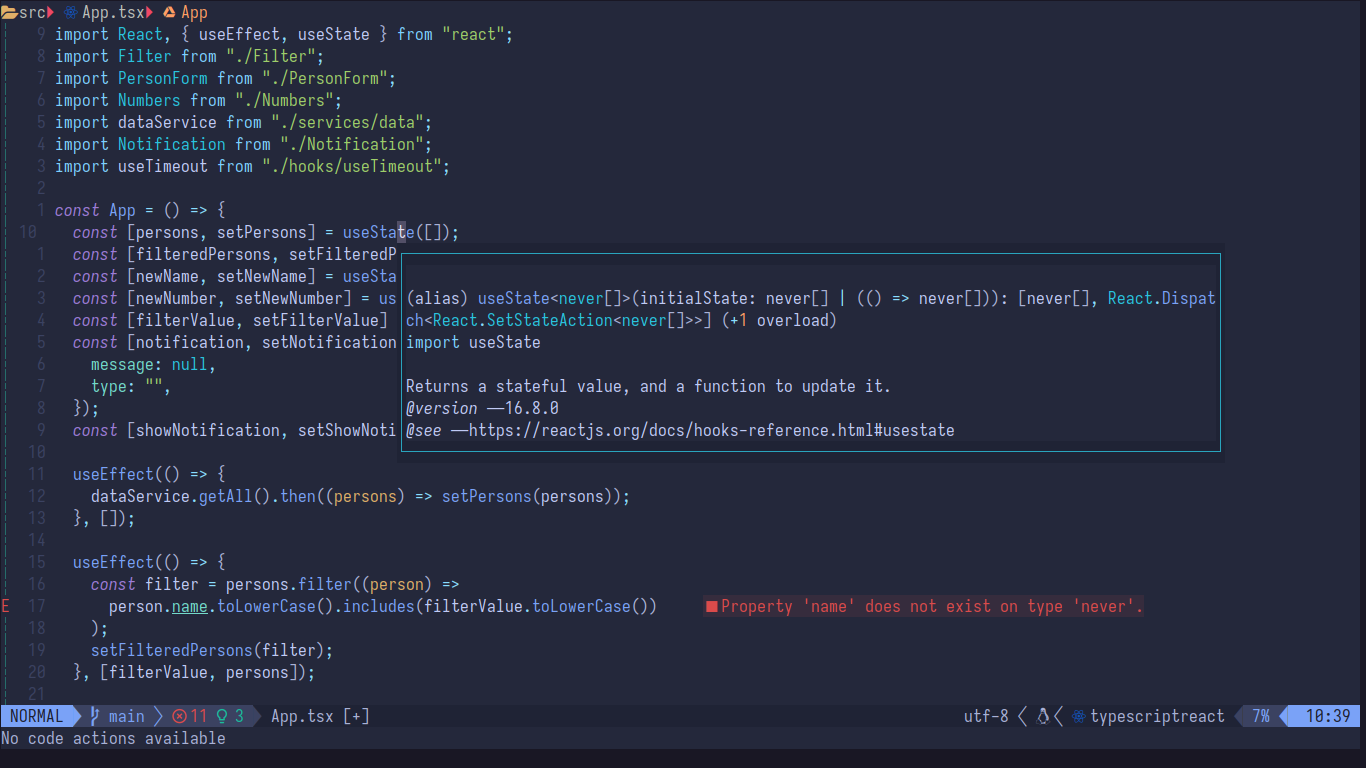 src App.tsx App
9 import React, { useEffect, useState } from "react";
8 import Filter from "./Filter";
7 import PersonForm from "./PersonForm";
6 import Numbers from "./Numbers";
5 import dataService from "./services/data";
4 import Notification from "./Notification";
3 import useTimeout from "./hooks/useTimeout";
2
1 const App = () => {
10 const [persons, setPersons] = useState([]);
1 const [filteredPersons, setFilteredP
2 const [newName, setNewName] = useSta
3 const [newNumber, setNewNumber] = us
4 const [filterValue, setFilterValue]
5 const [notification, setNotification
6 message: null,
7 type: "",
8 });
9 const [showNotification, setShowNoti
(alias) useState<never[]>(initialState: never[] | (() => never[])): [never[], React.Dispat
ch<React.SetStateAction<never[]>>] (+1 overload)
import useState
Returns a stateful value, and a function to update it.
@version —16.8.0
@see —https://reactjs.org/docs/hooks-reference.html#usestate
10
11 useEffect(() => {
12 dataService.getAll().then((persons) => setPersons(persons));
13 }, []);
14
15 useEffect(() => {
16 const filter = persons.filter((person) =>
E 17 person.name.toLowerCase().includes(filterValue.toLowerCase()) ■Property 'name' does not exist on type 'never'.
18 );
19 setFilteredPersons(filter);
20 }, [filterValue, persons]);
21
NORMAL main 11 3 App.tsx [+] utf-8 typescriptreact 7% 10:39
No code actions available